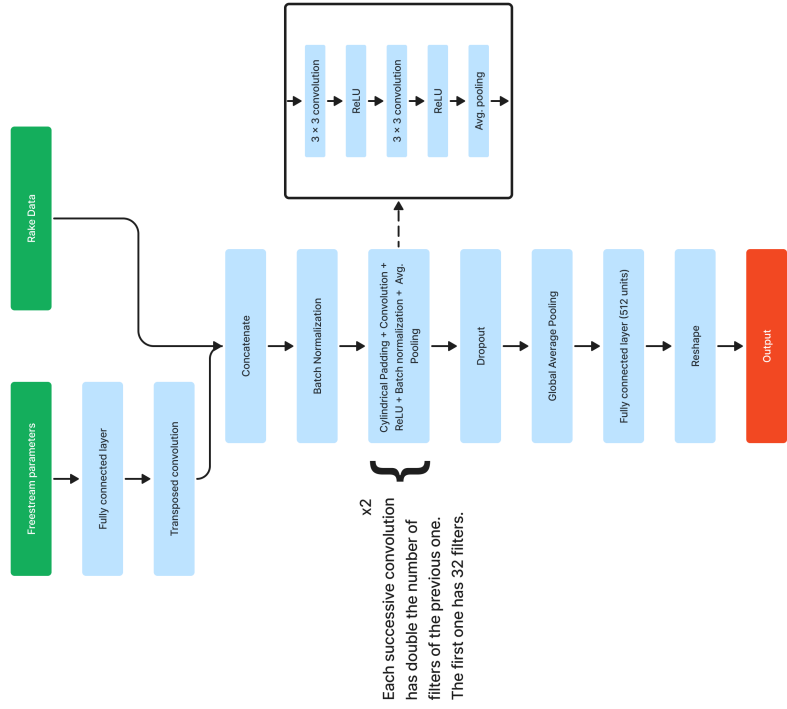 Freestream parameters
Rake Data
Fully connected layer
Transposed convolution
Concatenate
Batch Normalization
Cylindrical Padding + Convolution +
ReLU + Batch normalization + Avg.
Pooling
Dropout
Global Average Pooling
Fully connected layer (512 units)
Reshape
Output
3 × 3 convolution
ReLU
3 × 3 convolution
ReLU
Avg. pooling
x2
Each successive convolution
has double the number of
filters of the previous one.
The first one has 32 filters.